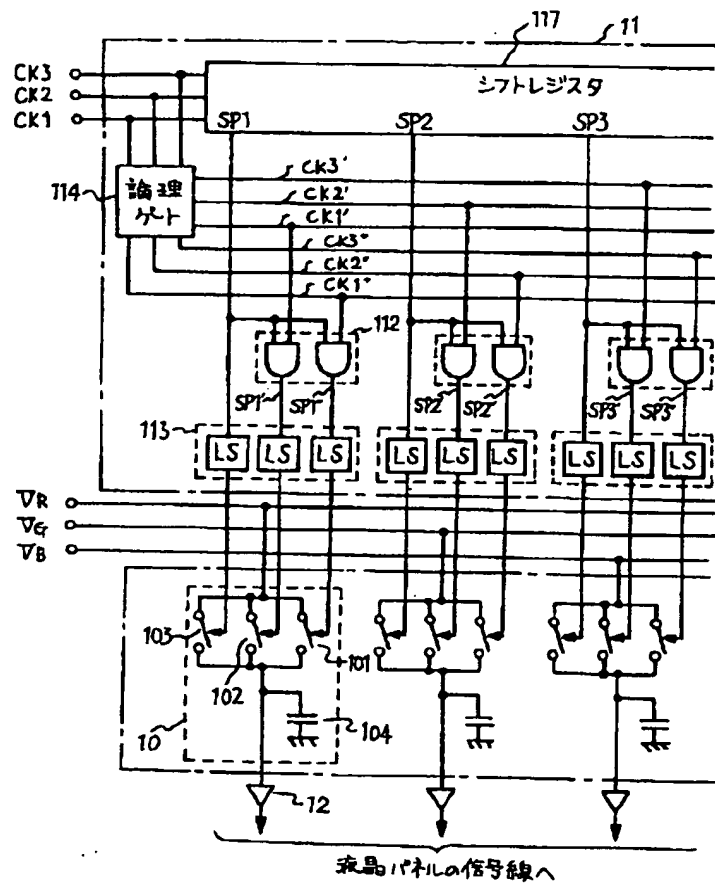 117
11
CK3
CK2
CK1
シフトレジスタ
SP1 SP2 SP3
114
論理
ゲート
CK3'
CK2'
CK1'
CK3"
CK2"
CK1"
112
SP1' SP1" SP2' SP2" SP3' SP3"
113
LS LS LS LS LS LS LS LS LS
VR
VG
VB
103
102
101
10
104
12
液晶パネルの信号線へ